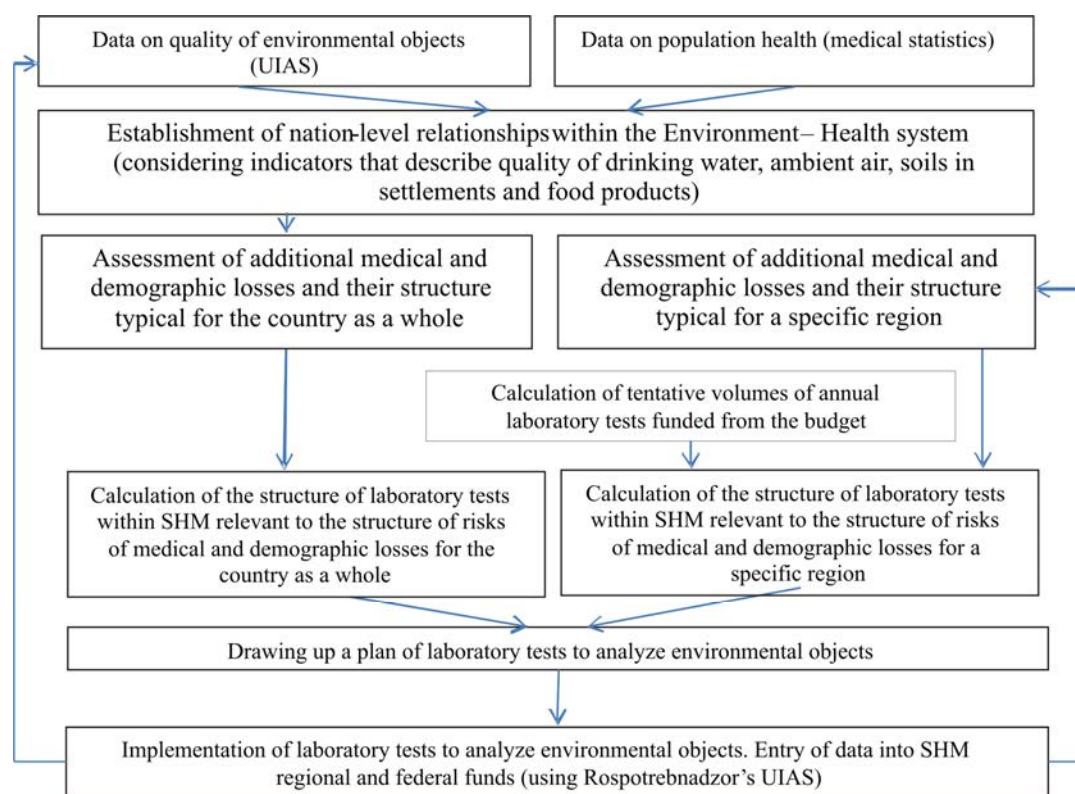 Data on quality of environmental objects
(UIAS)
Data on population health (medical statistics)
Establishment of nation-level relationships within the Environment– Health system
(considering indicators that describe quality of drinking water, ambient air, soils in
settlements and food products)
Assessment of additional medical and
demographic losses and their structure
typical for the country as a whole
Assessment of additional medical and
demographic losses and their structure
typical for a specific region
Calculation of tentative volumes of annual
laboratory tests funded from the budget
Calculation of the structure of laboratory tests
within SHM relevant to the structure of risks
of medical and demographic losses for the
country as a whole
Calculation of the structure of laboratory tests
within SHM relevant to the structure of risks
of medical and demographic losses for a
specific region
Drawing up a plan of laboratory tests to analyze environmental objects
Implementation of laboratory tests to analyze environmental objects. Entry of data into SHM
regional and federal funds (using Rospotrebnadzor’s UIAS)